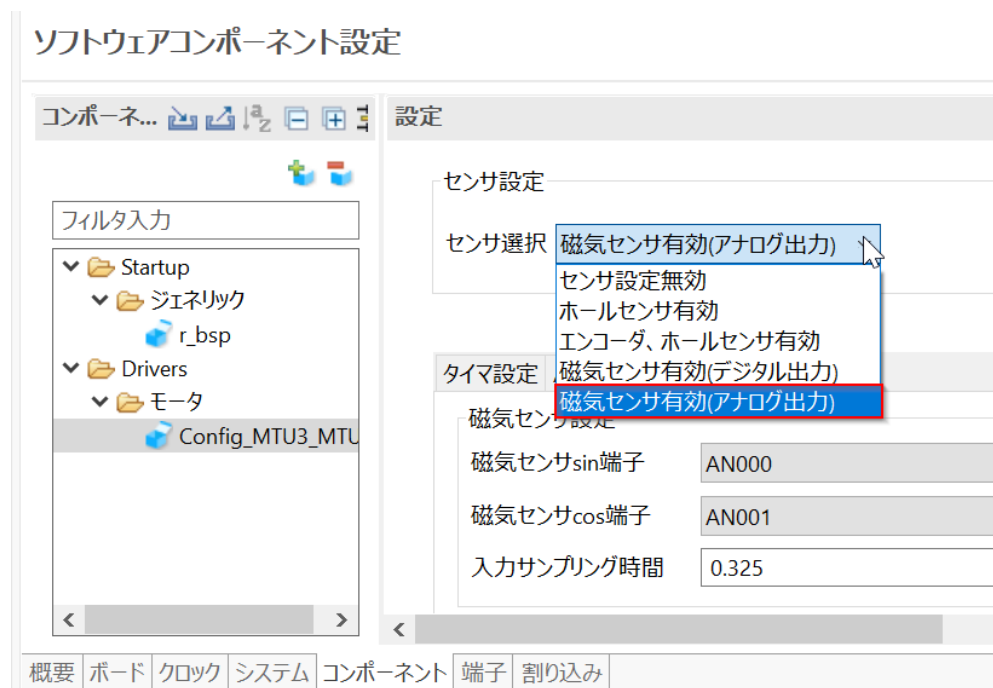 ソフトウェアコンポーネント設定
コンポーネ...
フィルタ入力
Startup
ジェネリック
r_bsp
Drivers
モータ
Config_MTU3_MTU
設定
センサ設定
センサ選択 磁気センサ有効(アナログ出力)
センサ設定無効
ホールセンサ有効
エンコーダ、ホールセンサ有効
磁気センサ有効(デジタル出力)
磁気センサ有効(アナログ出力)
タイマ設定
磁気センサ設定
磁気センサsin端子 AN000
磁気センサcos端子 AN001
入力サンプリング時間 0.325
概要 ボード クロック システム コンポーネント 端子 割り込み